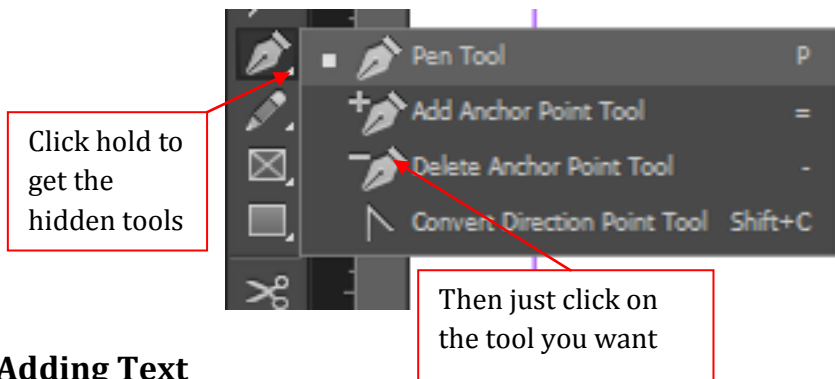 Pen Tool P
Add Anchor Point Tool =
Delete Anchor Point Tool -
Convert Direction Point Tool Shift+C
Click hold to
get the
hidden tools
Then just click on
the tool you want
Adding Text